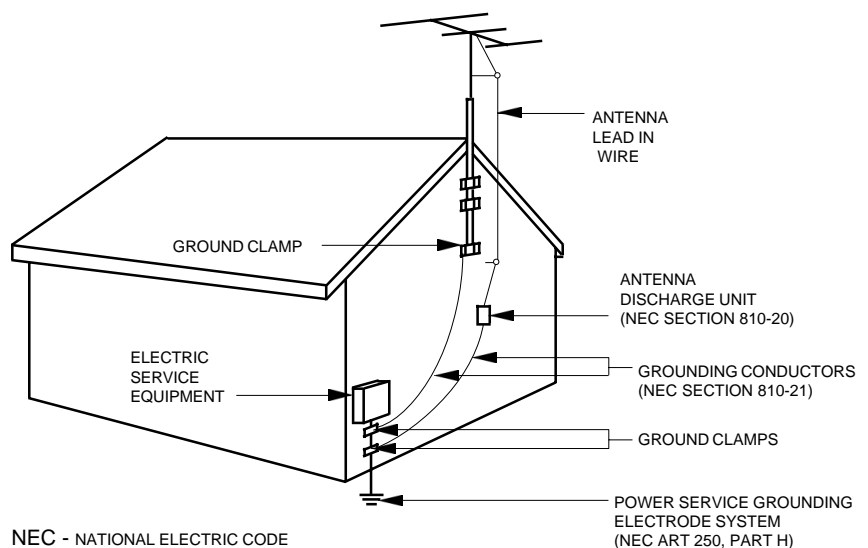 ANTENNA
LEAD IN
WIRE
GROUND CLAMP
ANTENNA
DISCHARGE UNIT
(NEC SECTION 810-20)
ELECTRIC
SERVICE
EQUIPMENT
GROUNDING CONDUCTORS
(NEC SECTION 810-21)
GROUND CLAMPS
POWER SERVICE GROUNDING
ELECTRODE SYSTEM
(NEC ART 250, PART H)
NEC - NATIONAL ELECTRIC CODE